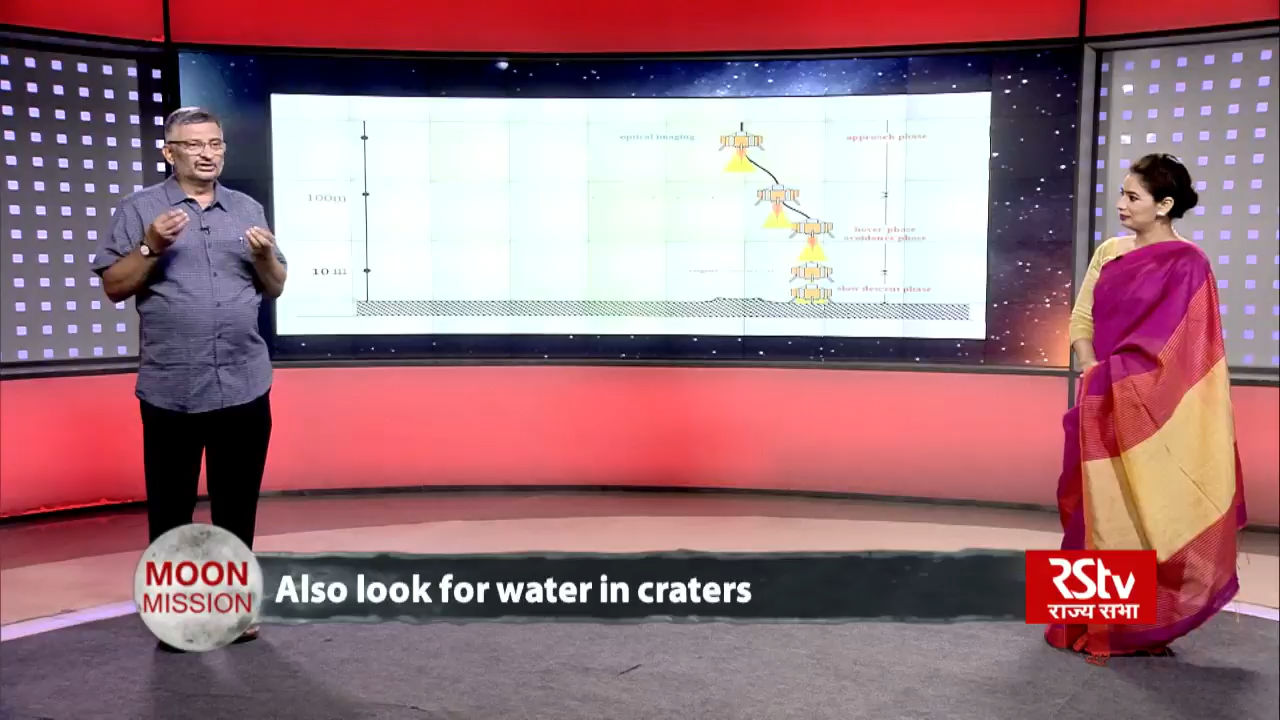 optical imaging
approach phase
100m
hover phase
avoidance phase
10 m
slow descent phase
MOON
MISSION
Also look for water in craters
RSTV
राज्य सभा